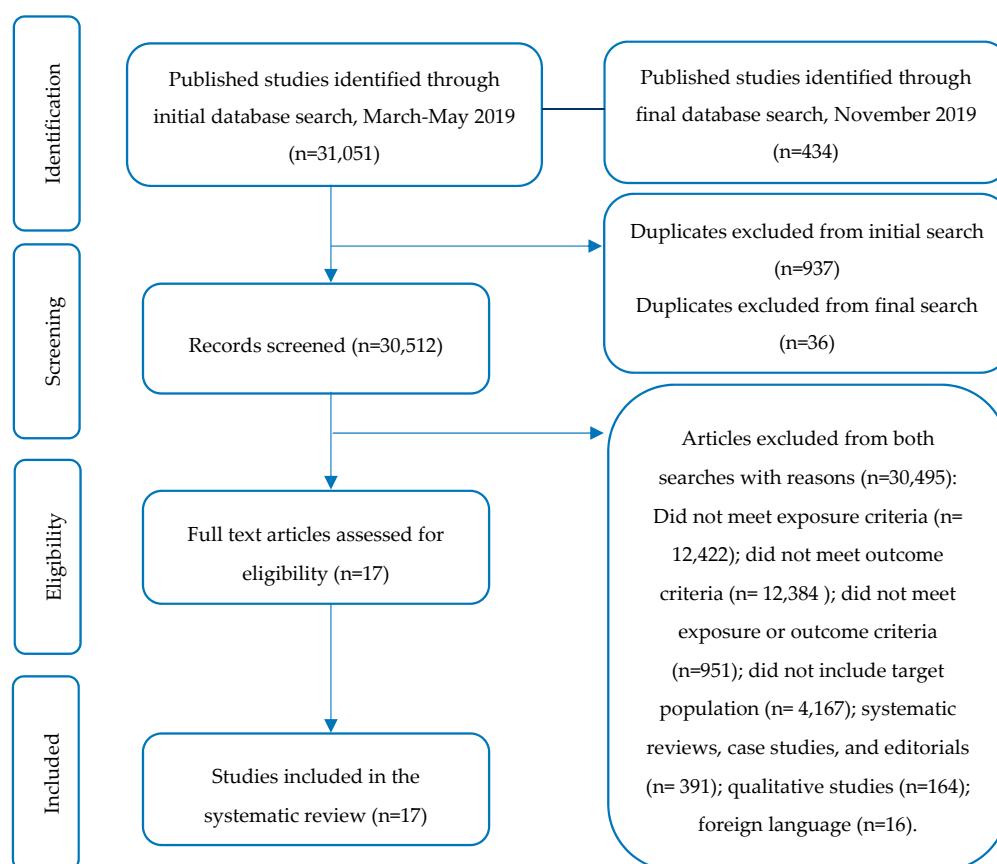 Identification
Published studies identified through
initial database search, March-May 2019
(n=31,051)
Published studies identified through
final database search, November 2019
(n=434)
Duplicates excluded from initial search
(n=937)
Duplicates excluded from final search
(n=36)
Screening
Records screened (n=30,512)
Articles excluded from both
searches with reasons (n=30,495):
Did not meet exposure criteria (n=
12,422); did not meet outcome
criteria (n= 12,384 ); did not meet
exposure or outcome criteria
(n=951); did not include target
population (n= 4,167); systematic
reviews, case studies, and editorials
(n= 391); qualitative studies (n=164);
foreign language (n=16).
Eligibility
Full text articles assessed for
eligibility (n=17)
Included
Studies included in the
systematic review (n=17)